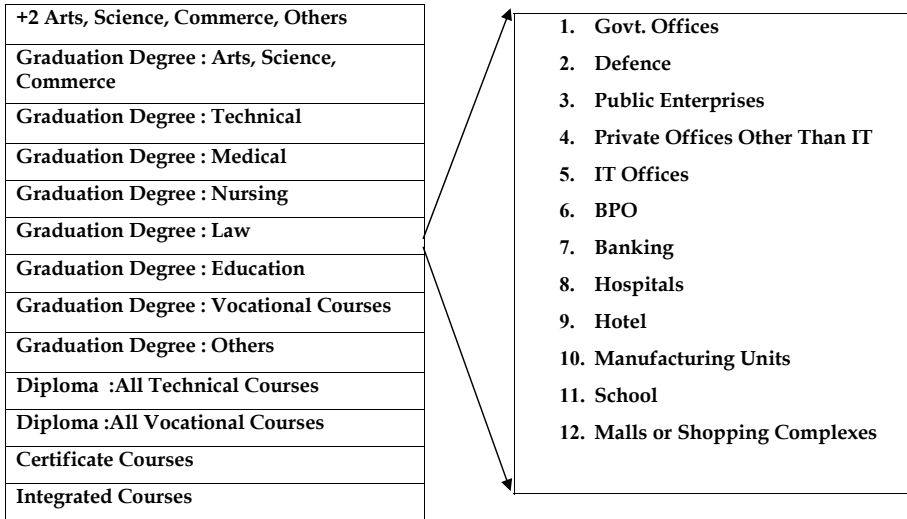 +2 Arts, Science, Commerce, Others
Graduation Degree : Arts, Science,
Commerce
Graduation Degree : Technical
Graduation Degree : Medical
Graduation Degree : Nursing
Graduation Degree : Law
Graduation Degree : Education
Graduation Degree : Vocational Courses
Graduation Degree : Others
Diploma :All Technical Courses
Diploma :All Vocational Courses
Certificate Courses
Integrated Courses
1. Govt. Offices
2. Defence
3. Public Enterprises
4. Private Offices Other Than IT
5. IT Offices
6. BPO
7. Banking
8. Hospitals
9. Hotel
10. Manufacturing Units
11. School
12. Malls or Shopping Complexes